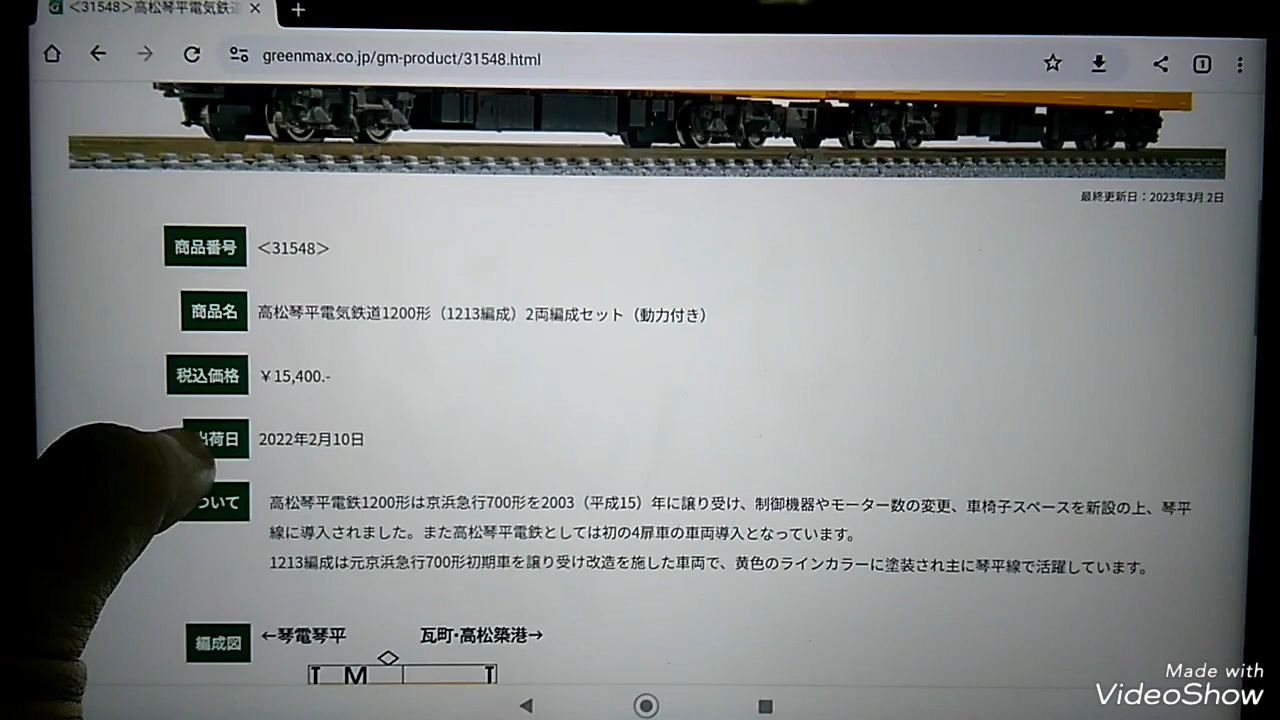 <31548>高松琴平電気鉄道
greenmax.co.jp/gm-product/31548.html
1
最終更新日：2023年3月2日
商品番号 ＜31548＞
商品名 高松琴平電気鉄道1200形（1213編成）2両編成セット（動力付き）
税込価格 ￥15,400.-
出荷日 2022年2月10日
ついて 高松琴平電鉄1200形は京浜急行700形を2003（平成15）年に譲り受け、制御機器やモーター数の変更、車椅子スペースを新設の上、琴平
線に導入されました。また高松琴平電鉄としては初の4扉車の車両導入となっています。
1213編成は元京浜急行700形初期車を譲り受け改造を施した車両で、黄色のラインカラーに塗装され主に琴平線で活躍しています。
編成図 ←琴電琴平 瓦町・高松築港→
T M T
Made with
VideoShow